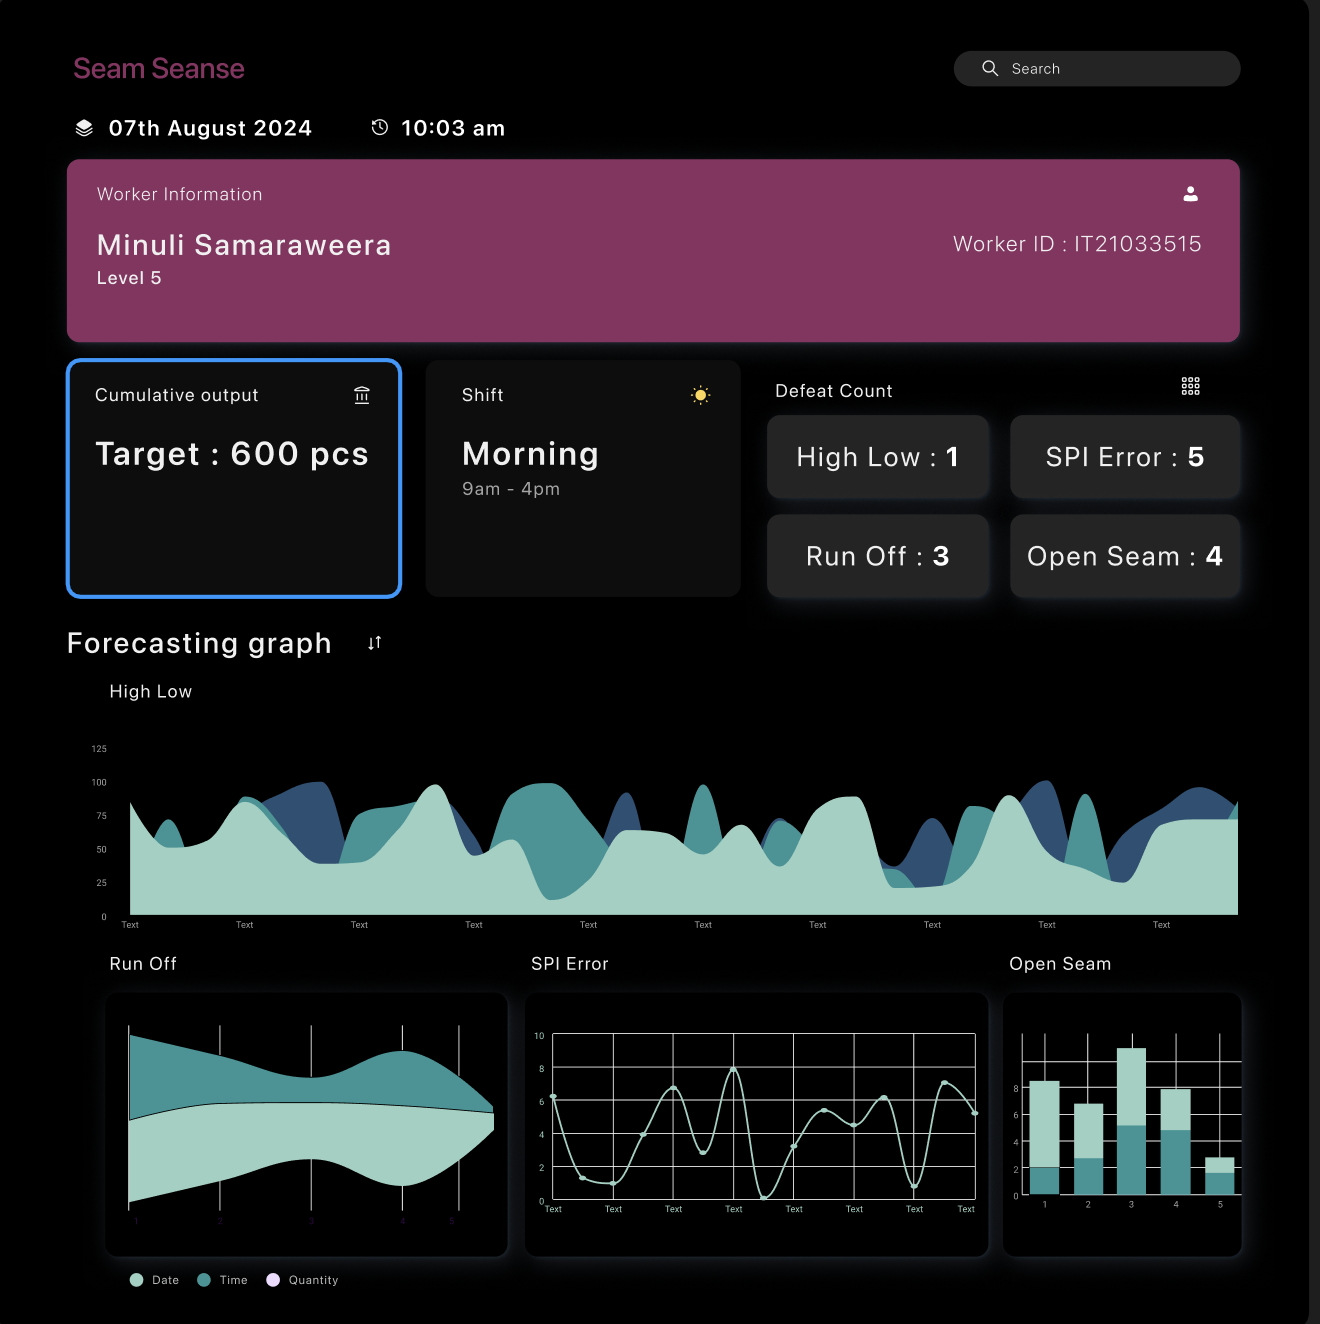 Seam Seanse
Search
07th August 2024
10:03 am
Worker Information
Minuli Samaraweera
Worker ID : IT21033515
Level 5
Cumulative output
Target : 600 pcs
Shift
Morning
9am - 4pm
Defeat Count
High Low : 1
SPI Error : 5
Run Off : 3
Open Seam : 4
Forecasting graph
High Low
125
100
75
50
25
0
Text Text Text Text Text Text Text Text Text Text
Run Off
1 2 3 4 5
SPI Error
10
8
6
4
2
0
Text Text Text Text Text Text Text Text
Open Seam
8
6
4
2
0
1 2 3 4 5
Date Time Quantity